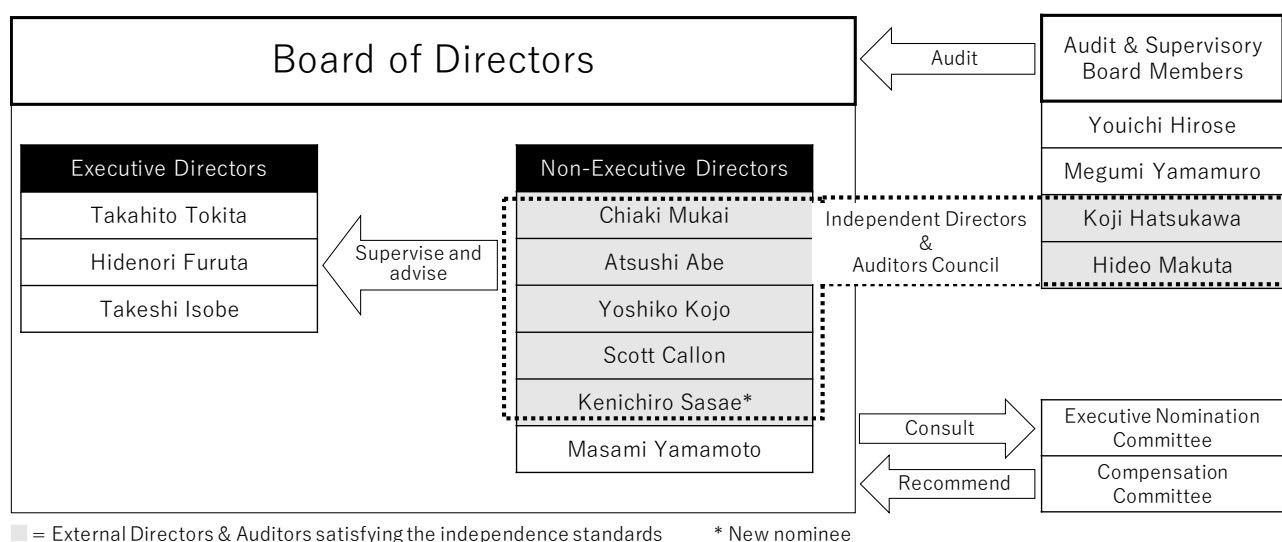 Board of Directors
Audit
Audit & Supervisory
Board Members
Youichi Hirose
Megumi Yamamuro
Koji Hatsukawa
Hideo Makuta
Executive Directors
Takahito Tokita
Hidenori Furuta
Takeshi Isobe
Supervise and
advise
Non-Executive Directors
Chiaki Mukai
Atsushi Abe
Yoshiko Kojo
Scott Callon
Kenichiro Sasae*
Masami Yamamoto
Independent Directors
&
Auditors Council
Consult
Recommend
Executive Nomination
Committee
Compensation
Committee
= External Directors & Auditors satisfying the independence standards
* New nominee